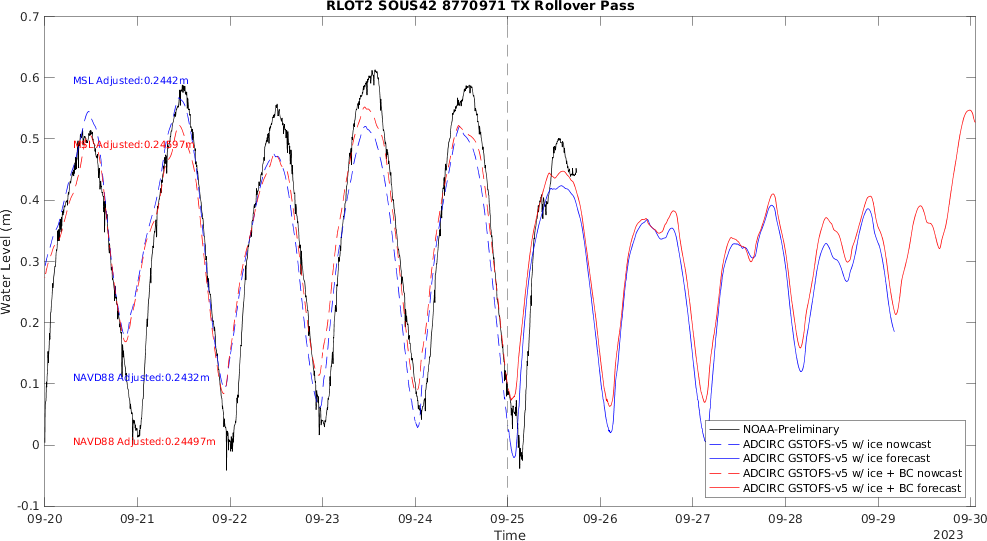 RLOT2 SOUS42 8770971 TX Rollover Pass
0.7
0.6
0.5
0.4
0.3
0.2
0.1
0
-0.1
Water Level (m)
MSL Adjusted:0.2442m
MSL Adjusted:0.24697m
NAVD88 Adjusted:0.2432m
NAVD88 Adjusted:0.24497m
NOAA-Preliminary
ADCIRC GSTOFS-v5 w/ ice nowcast
ADCIRC GSTOFS-v5 w/ ice forecast
ADCIRC GSTOFS-v5 w/ ice + BC nowcast
ADCIRC GSTOFS-v5 w/ ice + BC forecast
09-20 09-21 09-22 09-23 09-24 09-25 09-26 09-27 09-28 09-29 09-30
Time
2023